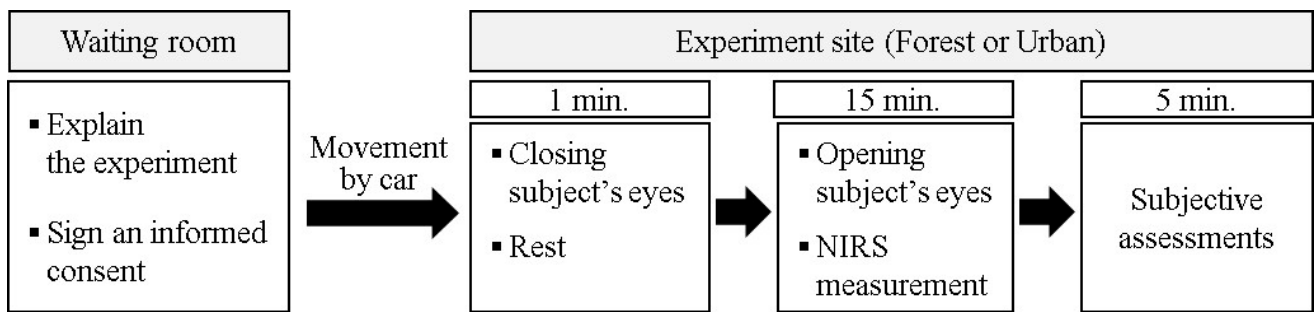 Waiting room
▪ Explain
the experiment
▪ Sign an informed
consent
Movement
by car
Experiment site (Forest or Urban)
1 min.
▪ Closing
subject's eyes
▪ Rest
15 min.
▪ Opening
subject's eyes
▪ NIRS
measurement
5 min.
Subjective
assessments